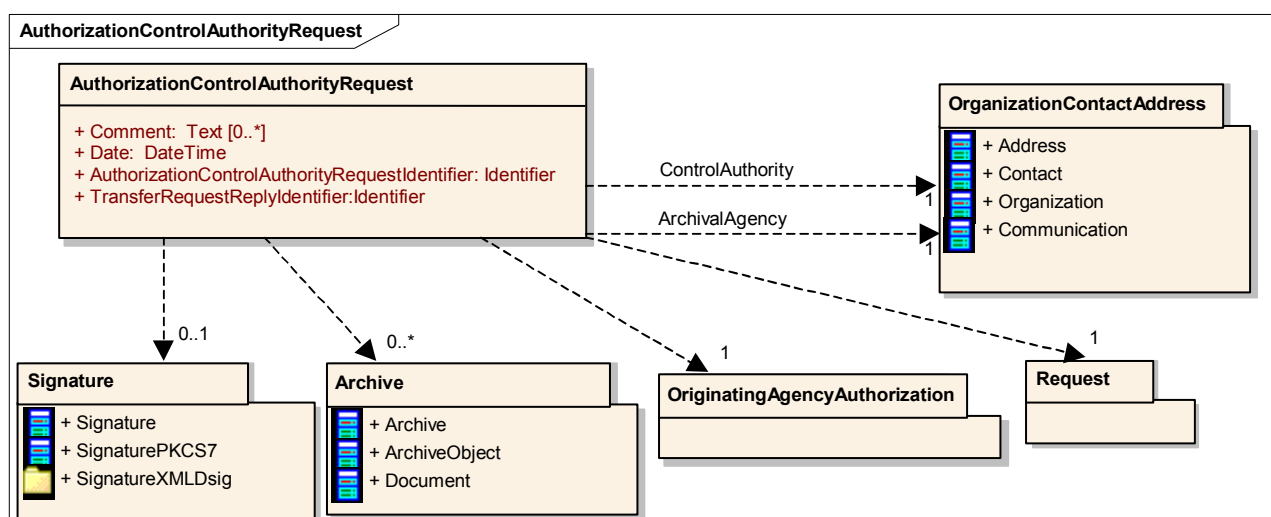 AuthorizationControlAuthorityRequest
AuthorizationControlAuthorityRequest
+ Comment:  Text [0..*]
+ Date:  DateTime
+ AuthorizationControlAuthorityRequestIdentifier: Identifier
+ TransferRequestReplyIdentifier:Identifier
OrganizationContactAddress
+ Address
+ Contact
+ Organization
+ Communication
ControlAuthority
1
ArchivalAgency
1
0..1
0..*
1
1
Signature
+ Signature
+ SignaturePKCS7
+ SignatureXMLDsig
Archive
+ Archive
+ ArchiveObject
+ Document
OriginatingAgencyAuthorization
Request